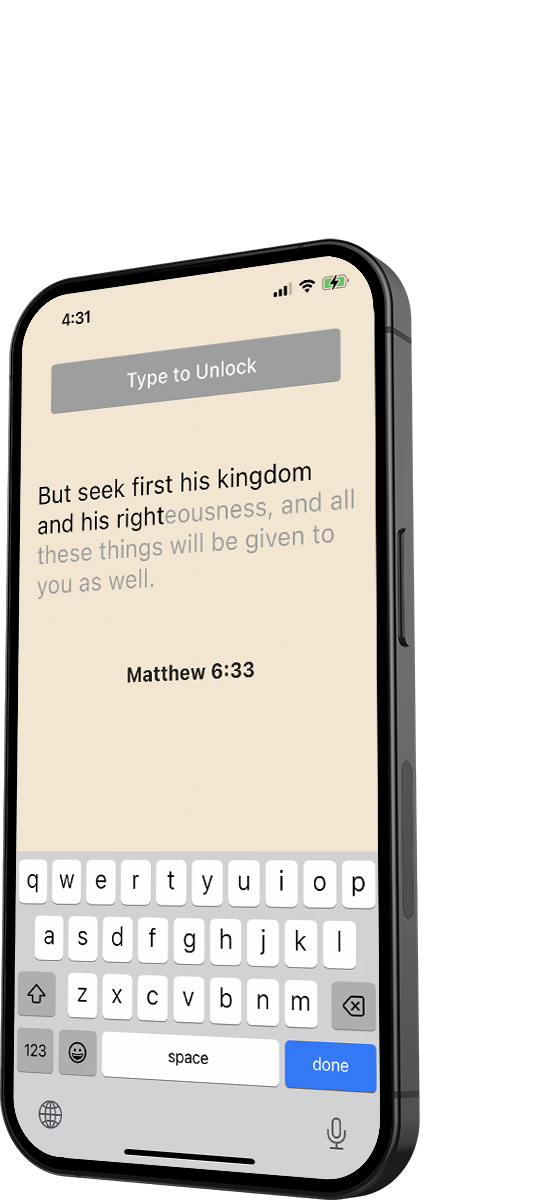 4:31
Type to Unlock
But seek first his kingdom
and his righteousness, and all
these things will be given to
you as well.
Matthew 6:33
q w e r t y u i o p
a s d f g h j k l
z x c v b n m
123 space done